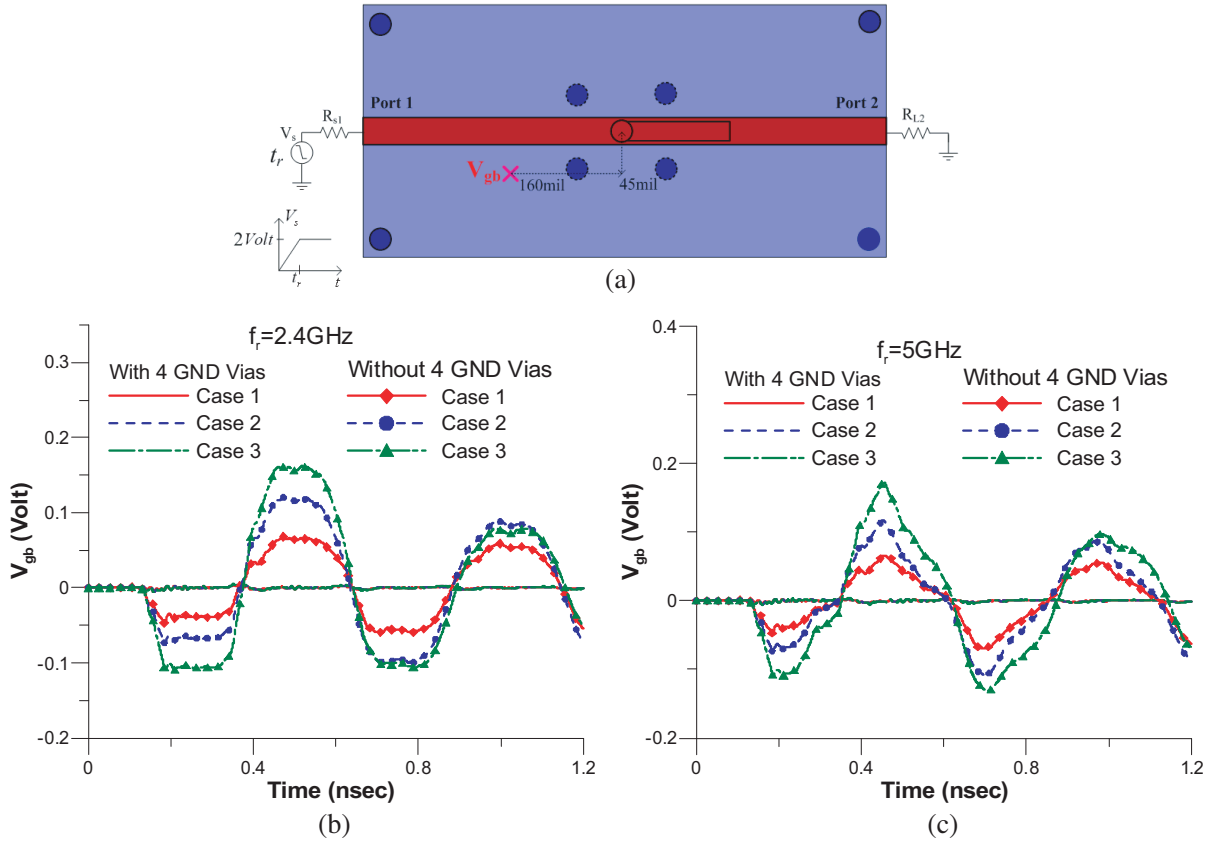 Port 1
Port 2
R_s1
R_L2
V_s
t_r
V_gb
160mil
45mil
V_s
2Volt
t_r
t
(a)
f_r=2.4GHz
With 4 GND Vias
Without 4 GND Vias
Case 1
Case 1
Case 2
Case 2
Case 3
Case 3
V_gb (Volt)
0.3
0.2
0.1
0
-0.1
-0.2
0
0.4
0.8
1.2
Time (nsec)
(b)
f_r=5GHz
With 4 GND Vias
Without 4 GND Vias
Case 1
Case 1
Case 2
Case 2
Case 3
Case 3
V_gb (Volt)
0.4
0.2
0
-0.2
0
0.4
0.8
1.2
Time (nsec)
(c)